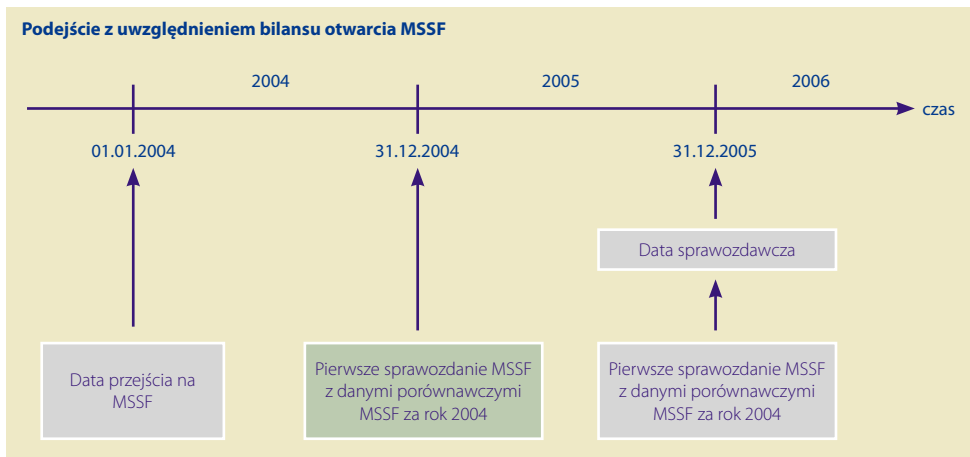 Podejście z uwzględnieniem bilansu otwarcia MSSF
2004
2005
2006
czas
01.01.2004
31.12.2004
31.12.2005
Data sprawozdawcza
Data przejścia na
MSSF
Pierwsze sprawozdanie MSSF
z danymi porównawczymi
MSSF za rok 2004
Pierwsze sprawozdanie MSSF
z danymi porównawczymi
MSSF za rok 2004